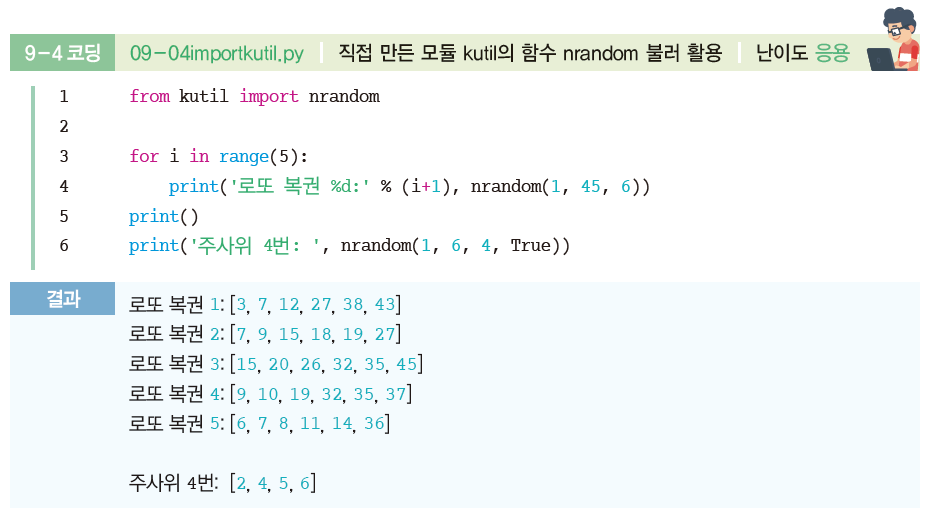 9-4 코딩 09-04importkutil.py 직접 만든 모듈 kutil의 함수 nrandom 불러 활용 난이도 응용
1 from kutil import nrandom
2
3 for i in range(5):
4     print('로또 복권 %d:' % (i+1), nrandom(1, 45, 6))
5 print()
6 print('주사위 4번: ', nrandom(1, 6, 4, True))
결과
로또 복권 1: [3, 7, 12, 27, 38, 43]
로또 복권 2: [7, 9, 15, 18, 19, 27]
로또 복권 3: [15, 20, 26, 32, 35, 45]
로또 복권 4: [9, 10, 19, 32, 35, 37]
로또 복권 5: [6, 7, 8, 11, 14, 36]
주사위 4번: [2, 4, 5, 6]